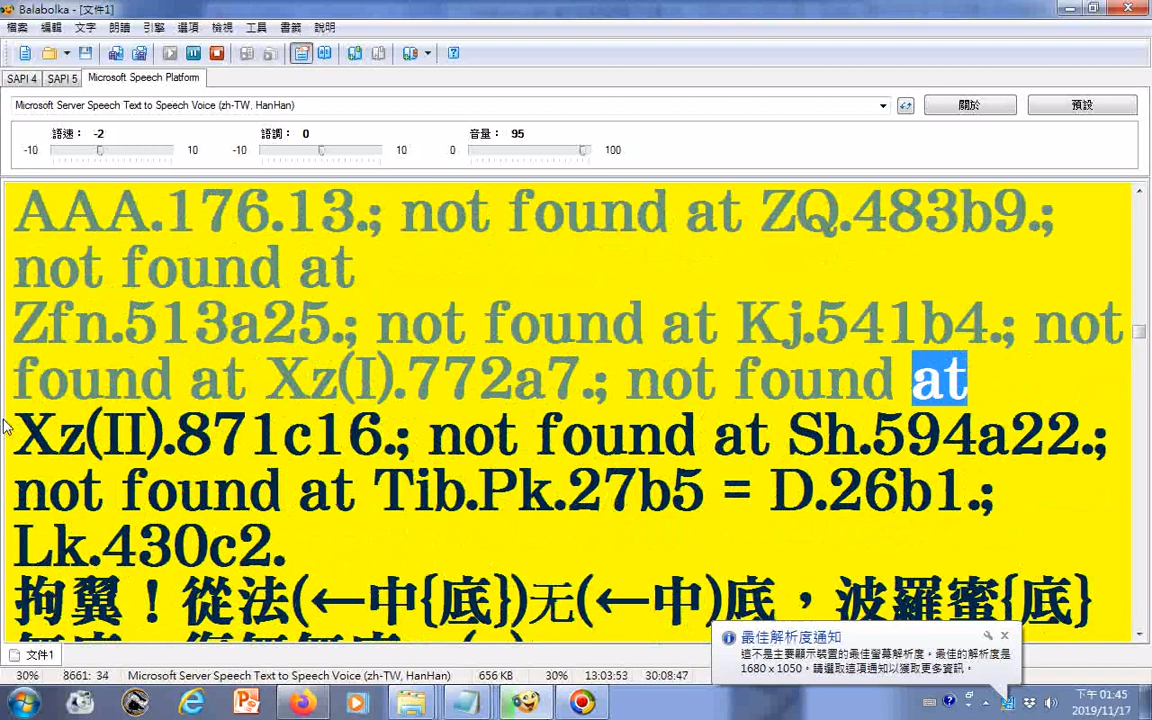 Balabolka - [文件1]
檔案 編輯 文字 朗讀 引擎 選項 檢視 工具 書籤 說明
SAPI 4 SAPI 5 Microsoft Speech Platform
Microsoft Server Speech Text to Speech Voice (zh-TW, HanHan) 關於 預設
語速： -2 語調： 0 音量： 95
-10 10 -10 10 0 100
AAA.176.13.; not found at ZQ.483b9.;
not found at
Zfn.513a25.; not found at Kj.541b4.; not
found at Xz(I).772a7.; not found at
Xz(II).871c16.; not found at Sh.594a22.;
not found at Tib.Pk.27b5 = D.26b1.;
Lk.430c2.
拘翼！從法(←中{底})无(←中)底，波羅蜜{底}
最佳解析度通知
這不是主要顯示裝置的最佳螢幕解析度。最佳的解析度是
1680 x 1050。請選取這項通知以獲取更多資訊。
文件1
30% 8661: 34 Microsoft Server Speech Text to Speech Voice (zh-TW, HanHan) 656 KB 30% 13:03:53 30:08:47
下午 01:45
2019/11/17